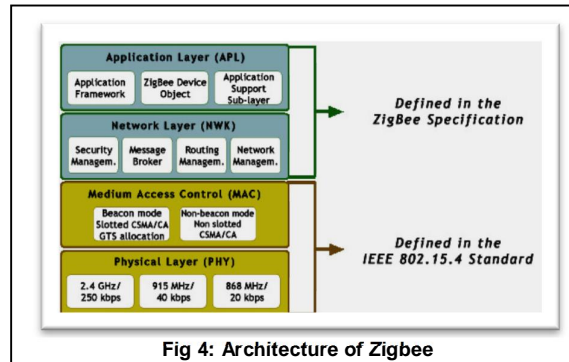 Application Layer (APL)
Application
Framework
ZigBee Device
Object
Application
Support
Sub-layer
Defined in the
ZigBee Specification
Network Layer (NWK)
Security
Managem.
Message
Broker
Routing
Managem.
Network
Managem.
Medium Access Control (MAC)
Beacon mode
Slotted CSMA/CA
GTS allocation
Non-beacon mode
Non slotted
CSMA/CA
Defined in the
IEEE 802.15.4 Standard
Physical Layer (PHY)
2.4 GHz/
250 kbps
915 MHz/
40 kbps
868 MHz/
20 kbps
Fig 4: Architecture of Zigbee